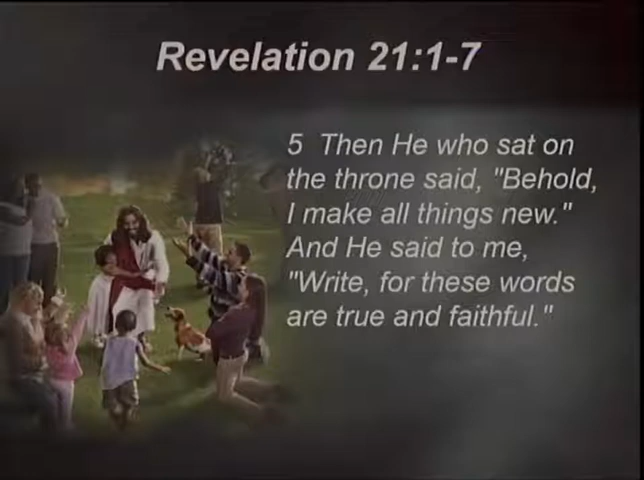 Revelation 21:1-7
5 Then He who sat on
the throne said, "Behold,
I make all things new."
And He said to me,
"Write, for these words
are true and faithful."